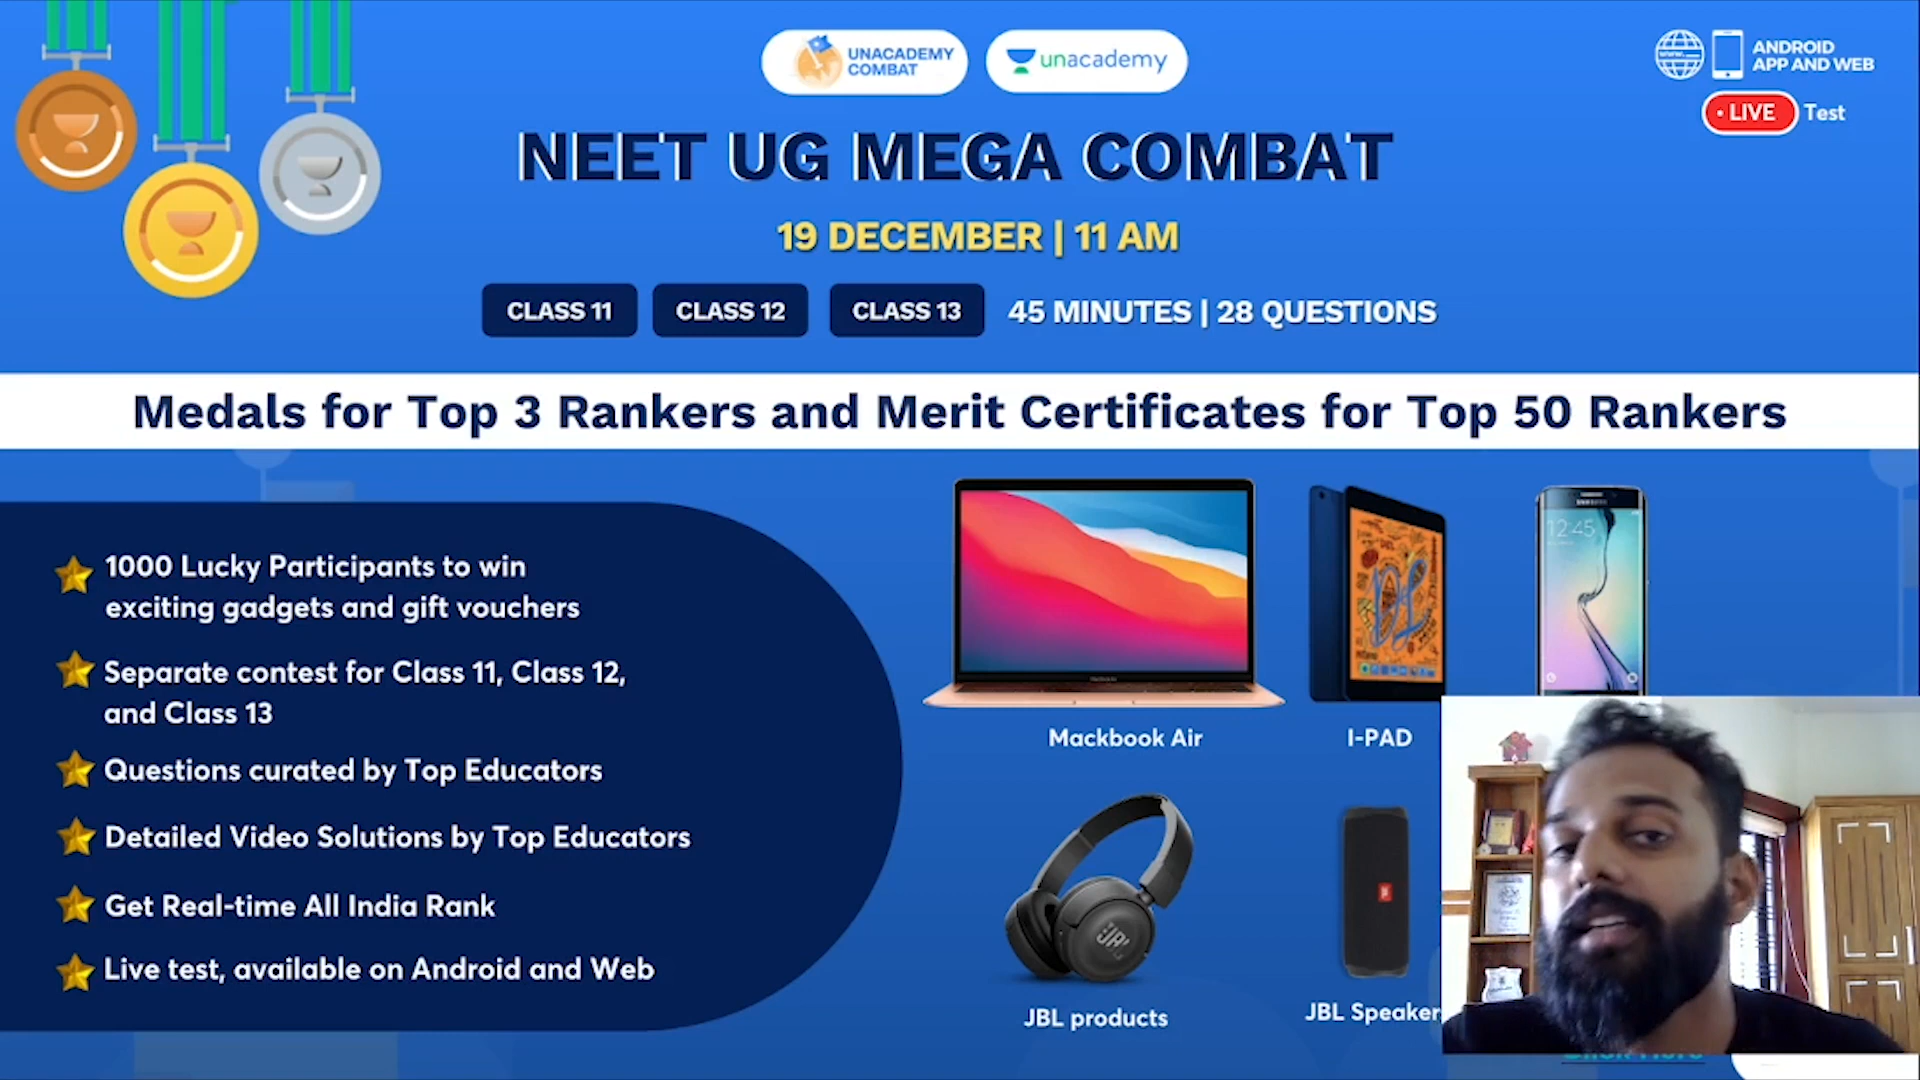 UNACADEMY
COMBAT
unacademy
ANDROID
APP AND WEB
• LIVE Test
NEET UG MEGA COMBAT
19 DECEMBER | 11 AM
CLASS 11 CLASS 12 CLASS 13 45 MINUTES | 28 QUESTIONS
Medals for Top 3 Rankers and Merit Certificates for Top 50 Rankers
1000 Lucky Participants to win
exciting gadgets and gift vouchers
Separate contest for Class 11, Class 12,
and Class 13
Questions curated by Top Educators
Detailed Video Solutions by Top Educators
Get Real-time All India Rank
Live test, available on Android and Web
SAMSUNG
12:45
Mackbook Air
I-PAD
JBL
JBL products
JBL Speaker